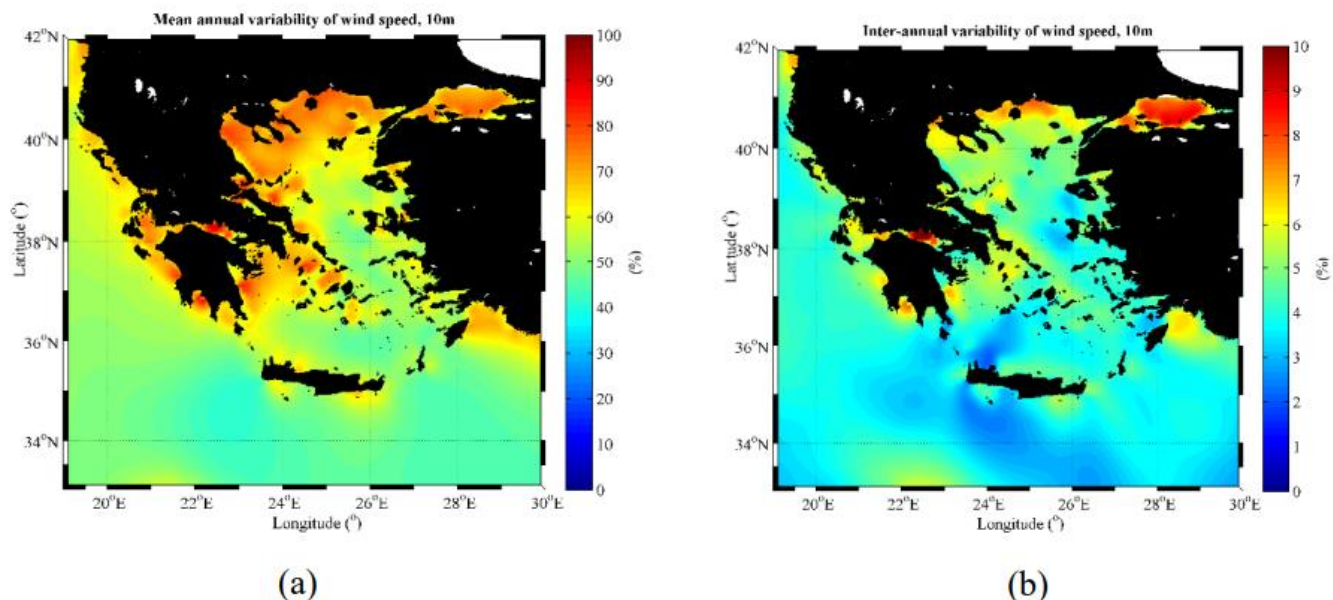 Mean annual variability of wind speed, 10m
42°N
40°N
38°N
36°N
34°N
Latitude (°)
20°E 22°E 24°E 26°E 28°E 30°E
Longitude (°)
100
90
80
70
60
50
40
30
20
10
0
(%)
(a)
Inter-annual variability of wind speed, 10m
42°N
40°N
38°N
36°N
34°N
Latitude (°)
20°E 22°E 24°E 26°E 28°E 30°E
Longitude (°)
10
9
8
7
6
5
4
3
2
1
0
(%)
(b)